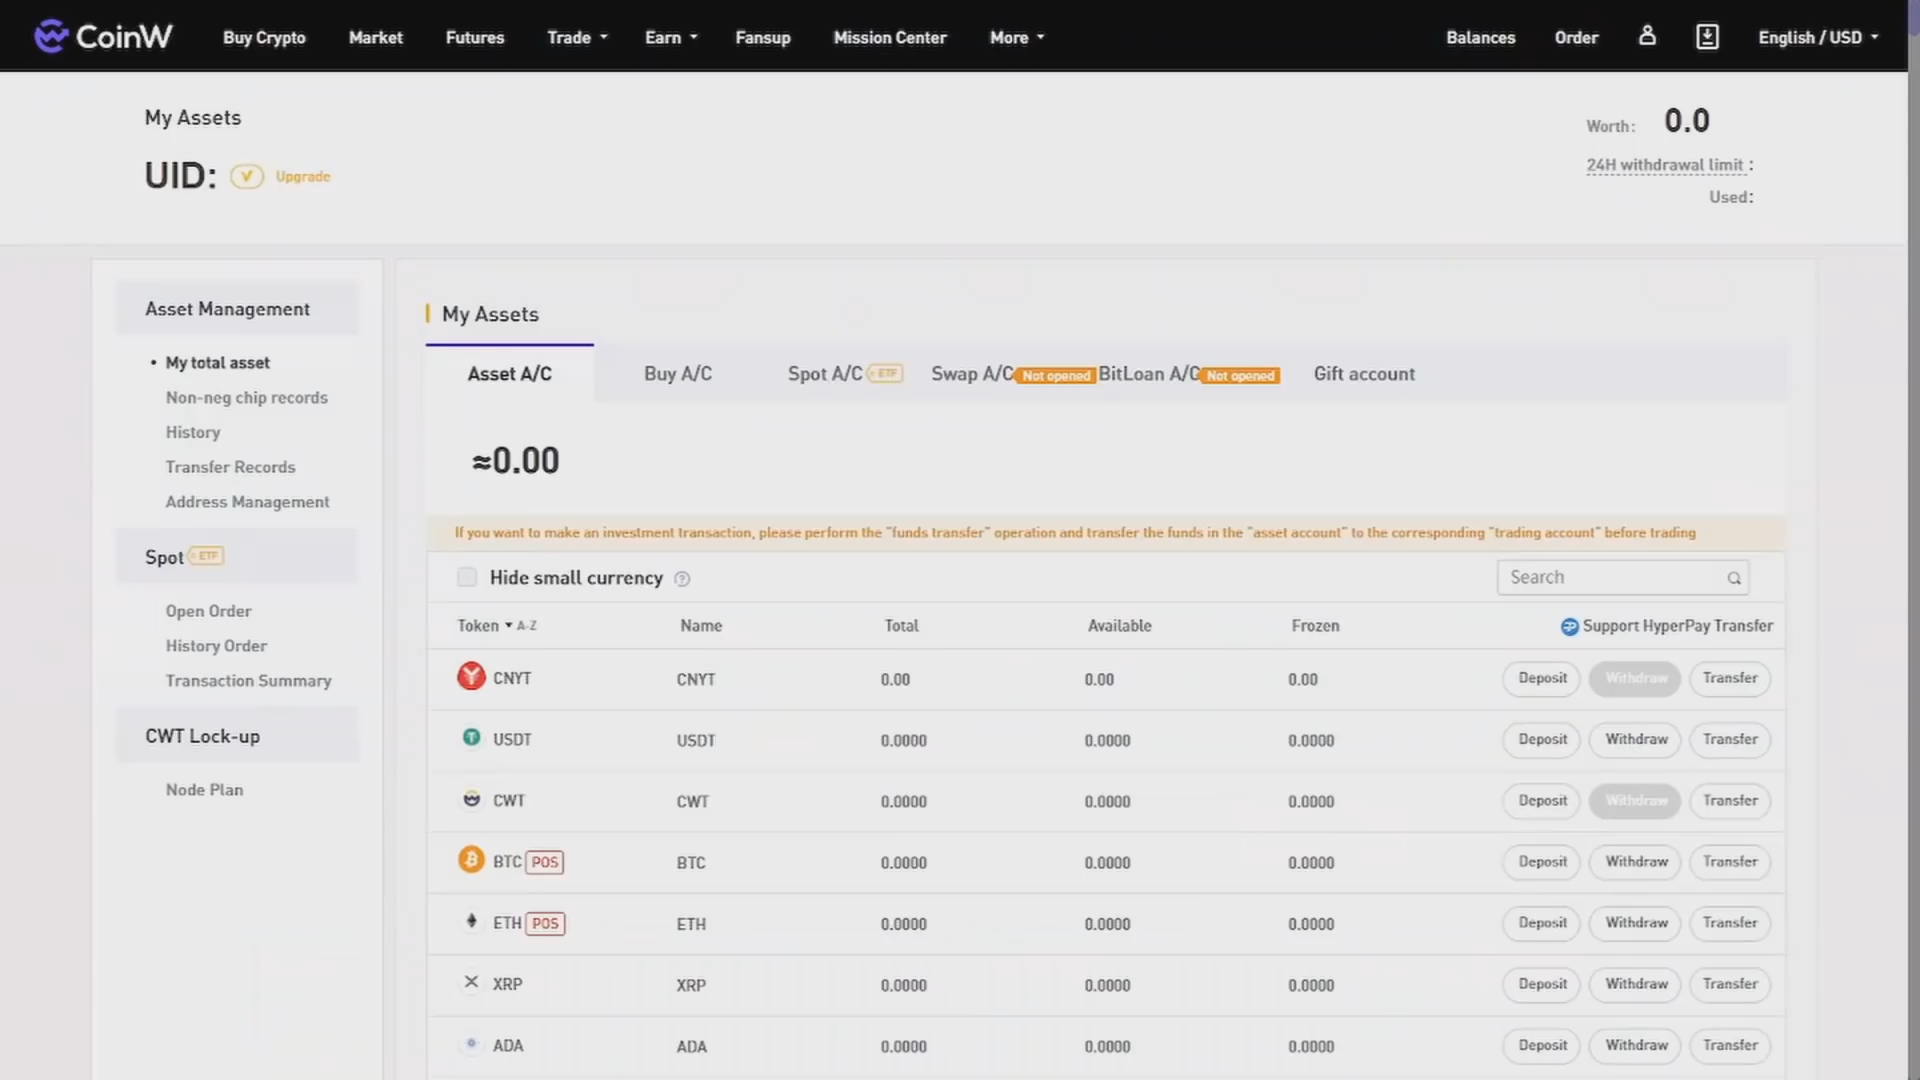 CoinW Buy Crypto Market Futures Trade Earn Fansup Mission Center More Balances Order English / USD
My Assets
Worth: 0.0
UID: V Upgrade
24H withdrawal limit :
Used:
Asset Management
My total asset
Non-neg chip records
History
Transfer Records
Address Management
Spot ETF
Open Order
History Order
Transaction Summary
CWT Lock-up
Node Plan
My Assets
Asset A/C Buy A/C Spot A/C ETF Swap A/C Not opened BitLoan A/C Not opened Gift account
≈0.00
If you want to make an investment transaction, please perform the "funds transfer" operation and transfer the funds in the "asset account" to the corresponding "trading account" before trading
Hide small currency ? Search
Token A-Z Name Total Available Frozen Support HyperPay Transfer
CNYT CNYT 0.00 0.00 0.00 Deposit Withdraw Transfer
USDT USDT 0.0000 0.0000 0.0000 Deposit Withdraw Transfer
CWT CWT 0.0000 0.0000 0.0000 Deposit Withdraw Transfer
BTC POS BTC 0.0000 0.0000 0.0000 Deposit Withdraw Transfer
ETH POS ETH 0.0000 0.0000 0.0000 Deposit Withdraw Transfer
XRP XRP 0.0000 0.0000 0.0000 Deposit Withdraw Transfer
ADA ADA 0.0000 0.0000 0.0000 Deposit Withdraw Transfer